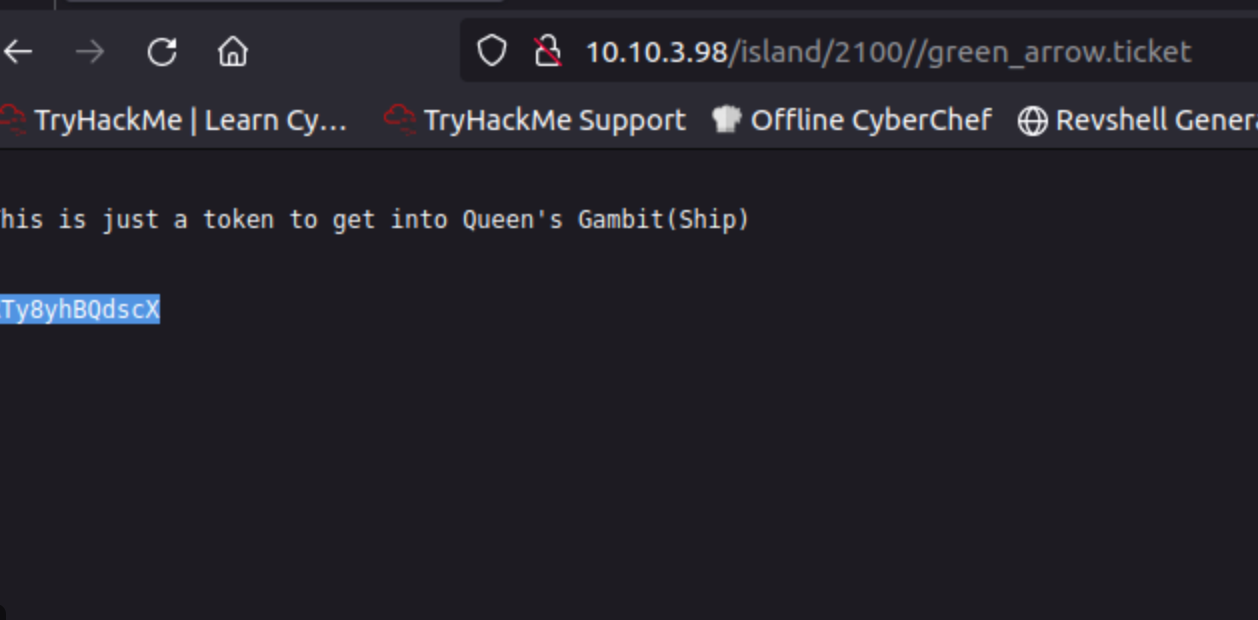 10.10.3.98/island/2100//green_arrow.ticket
TryHackMe | Learn Cy… TryHackMe Support Offline CyberChef Revshell Genera
his is just a token to get into Queen's Gambit(Ship)
Ty8yhBQdscX